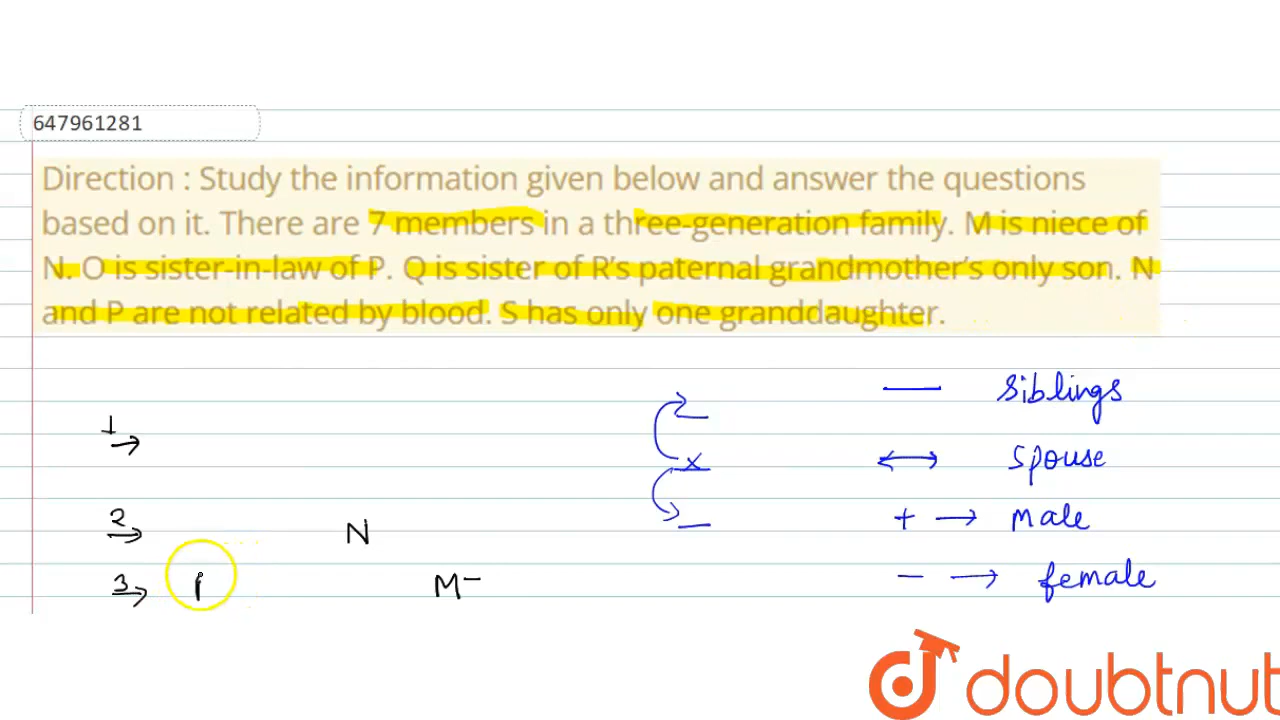 647961281
Direction : Study the information given below and answer the questions
based on it. There are 7 members in a three-generation family. M is niece of
N. O is sister-in-law of P. Q is sister of R's paternal grandmother's only son. N
and P are not related by blood. S has only one granddaughter.
— Siblings
1 →
x ↔ Spouse
2 → N + → Male
3 → M− − → female
doubtnut